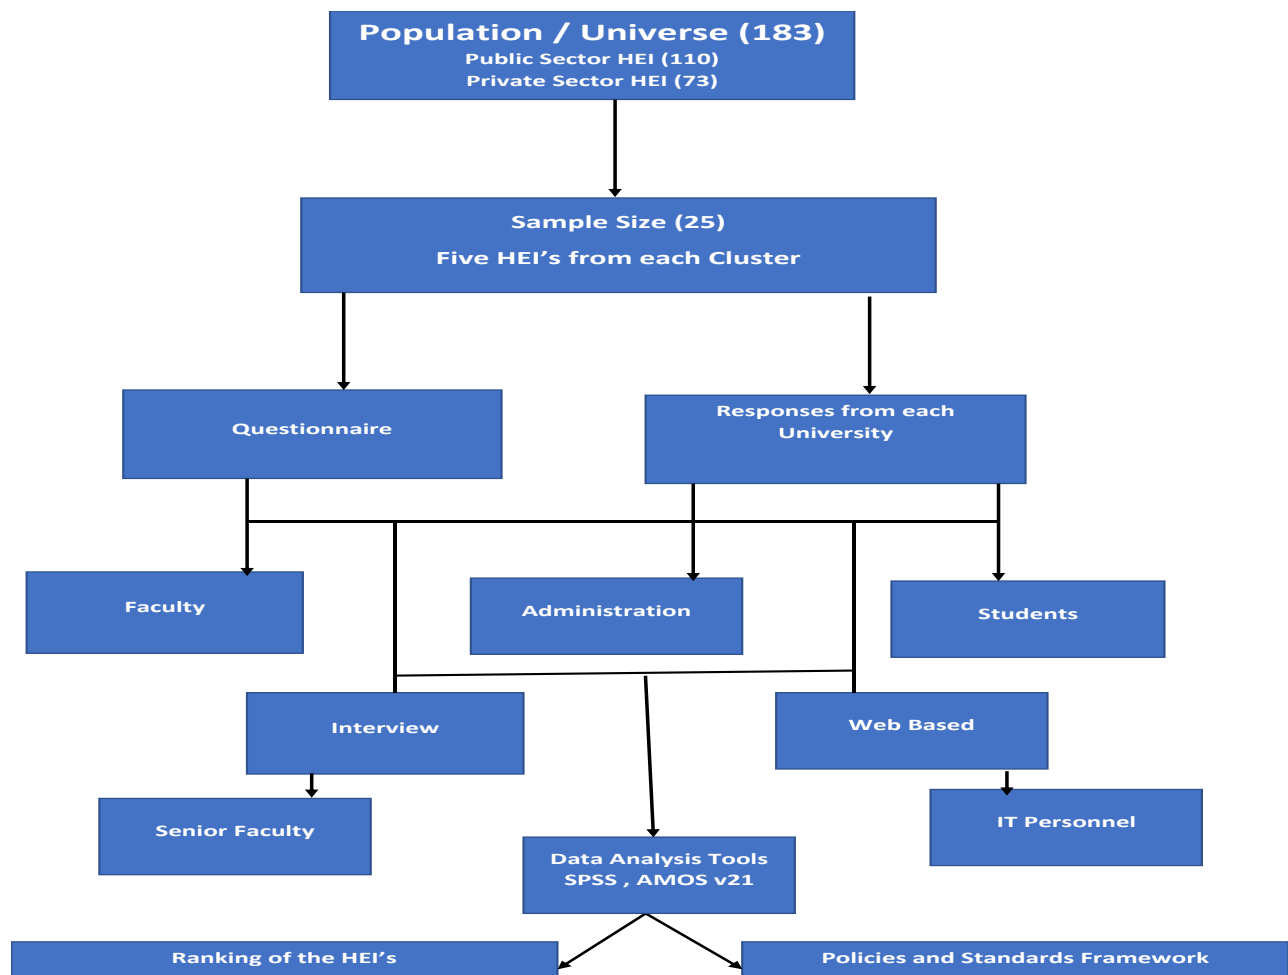 Population / Universe (183)
Public Sector HEI (110)
Private Sector HEI (73)
Sample Size (25)
Five HEI’s from each Cluster
Questionnaire
Responses from each
University
Faculty
Administration
Students
Interview
Web Based
Senior Faculty
IT Personnel
Data Analysis Tools
SPSS , AMOS v21
Ranking of the HEI’s
Policies and Standards Framework